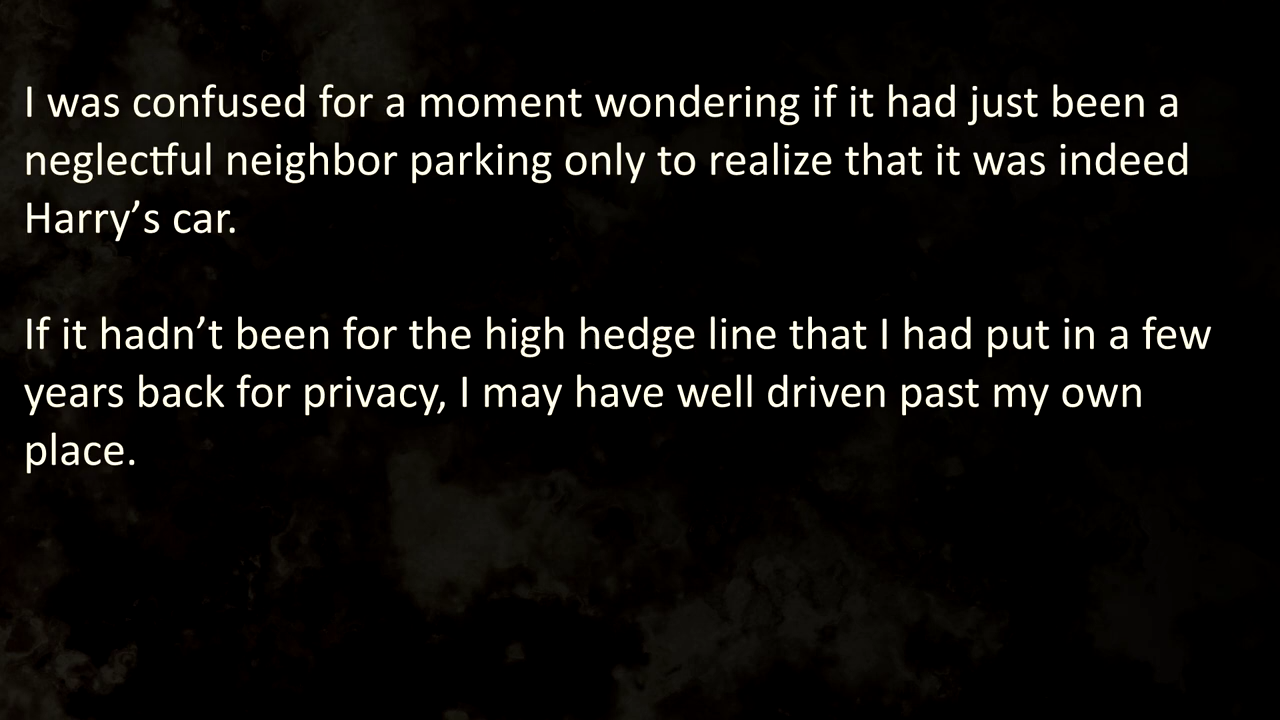 I was confused for a moment wondering if it had just been a
neglectful neighbor parking only to realize that it was indeed
Harry’s car.
If it hadn’t been for the high hedge line that I had put in a few
years back for privacy, I may have well driven past my own
place.